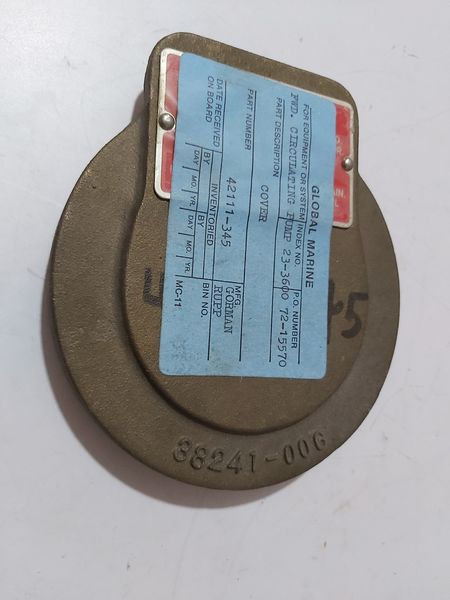 GLOBAL MARINE
FOR EQUIPMENT OR SYSTEM INDEX NO. P.O. NUMBER
FWD. CIRCULATING PUMP 23-3600 72-15570
PART DESCRIPTION
COVER
PART NUMBER MFG.
42111-345 GORMAN RUPP
DATE RECEIVED ON BOARD INVENTORIED BIN NO.
BY BY
DAY MO. YR. DAY MO. YR. MC-11
45
38241-00G